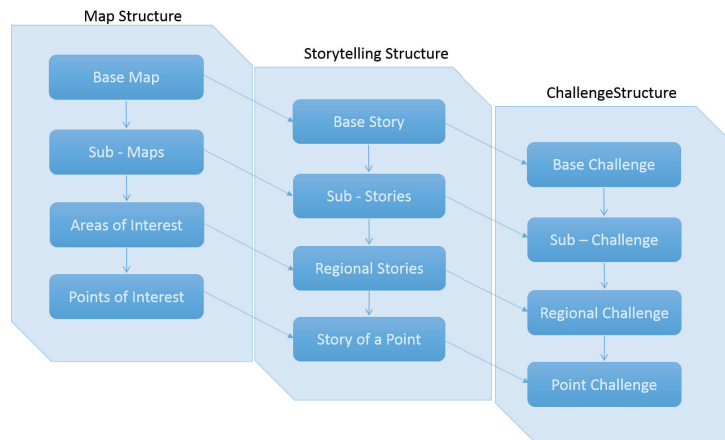 Map Structure
Base Map
Sub - Maps
Areas of Interest
Points of Interest
Storytelling Structure
Base Story
Sub - Stories
Regional Stories
Story of a Point
ChallengeStructure
Base Challenge
Sub – Challenge
Regional Challenge
Point Challenge